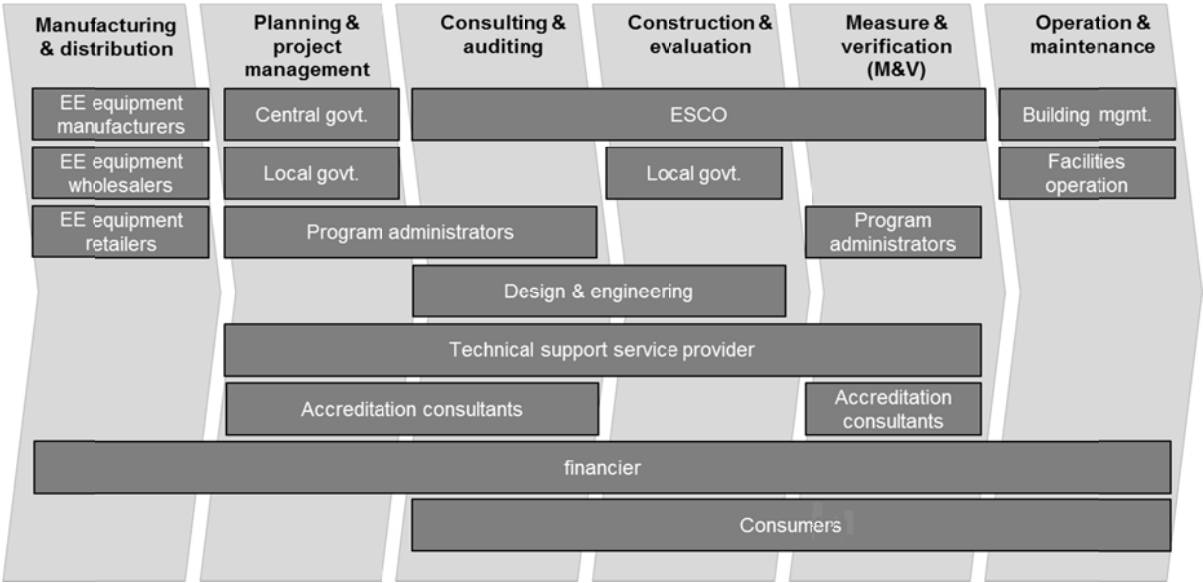 Manufacturing
& distribution
Planning &
project
management
Consulting &
auditing
Construction &
evaluation
Measure &
verification
(M&V)
Operation &
maintenance
EE equipment
manufacturers
Central govt.
ESCO
Building mgmt.
EE equipment
wholesalers
Local govt.
Local govt.
Facilities
operation
EE equipment
retailers
Program administrators
Program
administrators
Design & engineering
Technical support service provider
Accreditation consultants
Accreditation
consultants
financier
Consumers